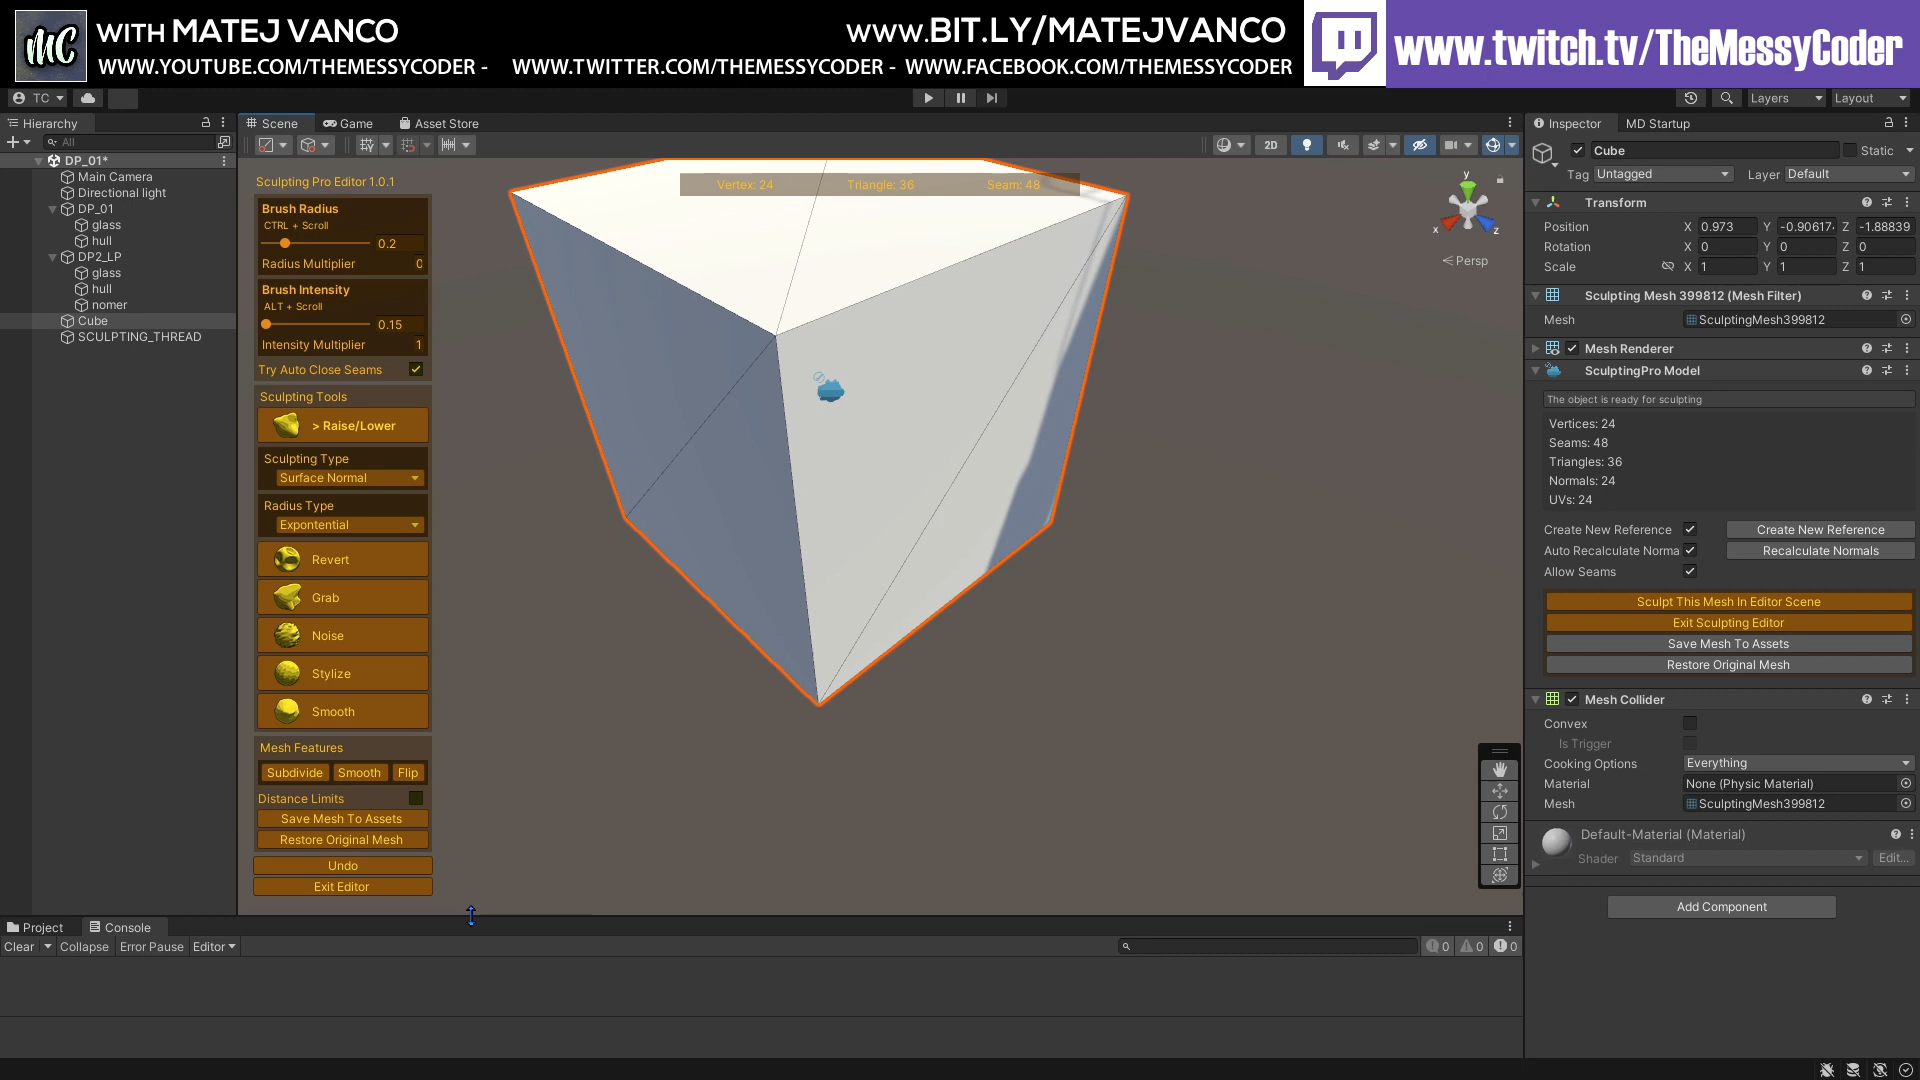 MC WITH MATEJ VANCO
WWW.BIT.LY/MATEJVANCO
WWW.YOUTUBE.COM/THEMESSYCODER - WWW.TWITTER.COM/THEMESSYCODER - WWW.FACEBOOK.COM/THEMESSYCODER
www.twitch.tv/TheMessyCoder
TC
Layers
Layout
Hierarchy
All
DP_01*
Main Camera
Directional light
DP_01
glass
hull
DP2_LP
glass
hull
nomer
Cube
SCULPTING_THREAD
Scene
Game
Asset Store
2D
Sculpting Pro Editor 1.0.1
Vertex: 24 Triangle: 36 Seam: 48
Brush Radius
CTRL + Scroll
0.2
Radius Multiplier 0
Brush Intensity
ALT + Scroll
0.15
Intensity Multiplier 1
Try Auto Close Seams
Sculpting Tools
> Raise/Lower
Sculpting Type
Surface Normal
Radius Type
Expontential
Revert
Grab
Noise
Stylize
Smooth
Mesh Features
Subdivide Smooth Flip
Distance Limits
Save Mesh To Assets
Restore Original Mesh
Undo
Exit Editor
y
x
z
Persp
Project
Console
Clear
Collapse
Error Pause
Editor
0 0 0
Inspector
MD Startup
Cube
Static
Tag Untagged Layer Default
Transform
Position X 0.973 Y -0.90617 Z -1.88839
Rotation X 0 Y 0 Z 0
Scale X 1 Y 1 Z 1
Sculpting Mesh 399812 (Mesh Filter)
Mesh SculptingMesh399812
Mesh Renderer
SculptingPro Model
The object is ready for sculpting
Vertices: 24
Seams: 48
Triangles: 36
Normals: 24
UVs: 24
Create New Reference Create New Reference
Auto Recalculate Norma Recalculate Normals
Allow Seams
Sculpt This Mesh In Editor Scene
Exit Sculpting Editor
Save Mesh To Assets
Restore Original Mesh
Mesh Collider
Convex
Is Trigger
Cooking Options Everything
Material None (Physic Material)
Mesh SculptingMesh399812
Default-Material (Material)
Shader Standard Edit...
Add Component